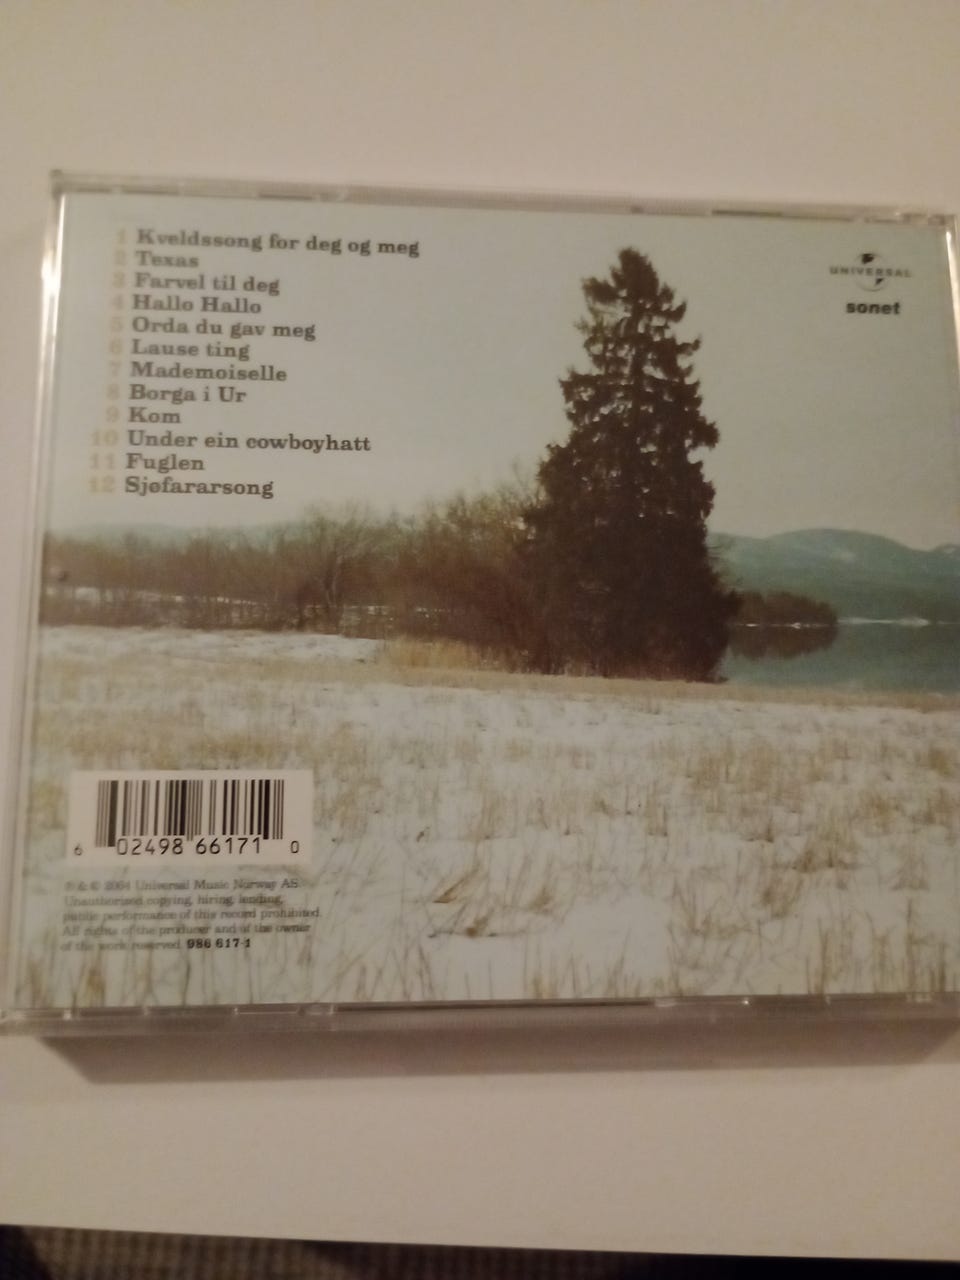 1 Kveldssong for deg og meg
2 Texas
3 Farvel til deg
4 Hallo Hallo
5 Orda du gav meg
6 Lause ting
7 Mademoiselle
8 Borga i Ur
9 Kom
10 Under ein cowboyhatt
11 Fuglen
12 Sjøfararsong
UNIVERSAL
sonet
6 02498 66171 0
℗ & © 2004 Universal Music Norway AS.
Unauthorised copying, hiring, lending,
public performance of this record prohibited.
All rights of the producer and of the owner
of the work reserved. 986 617-1